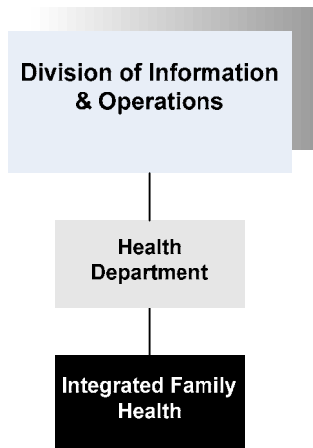 Division of Information
& Operations
Health
Department
Integrated Family
Health